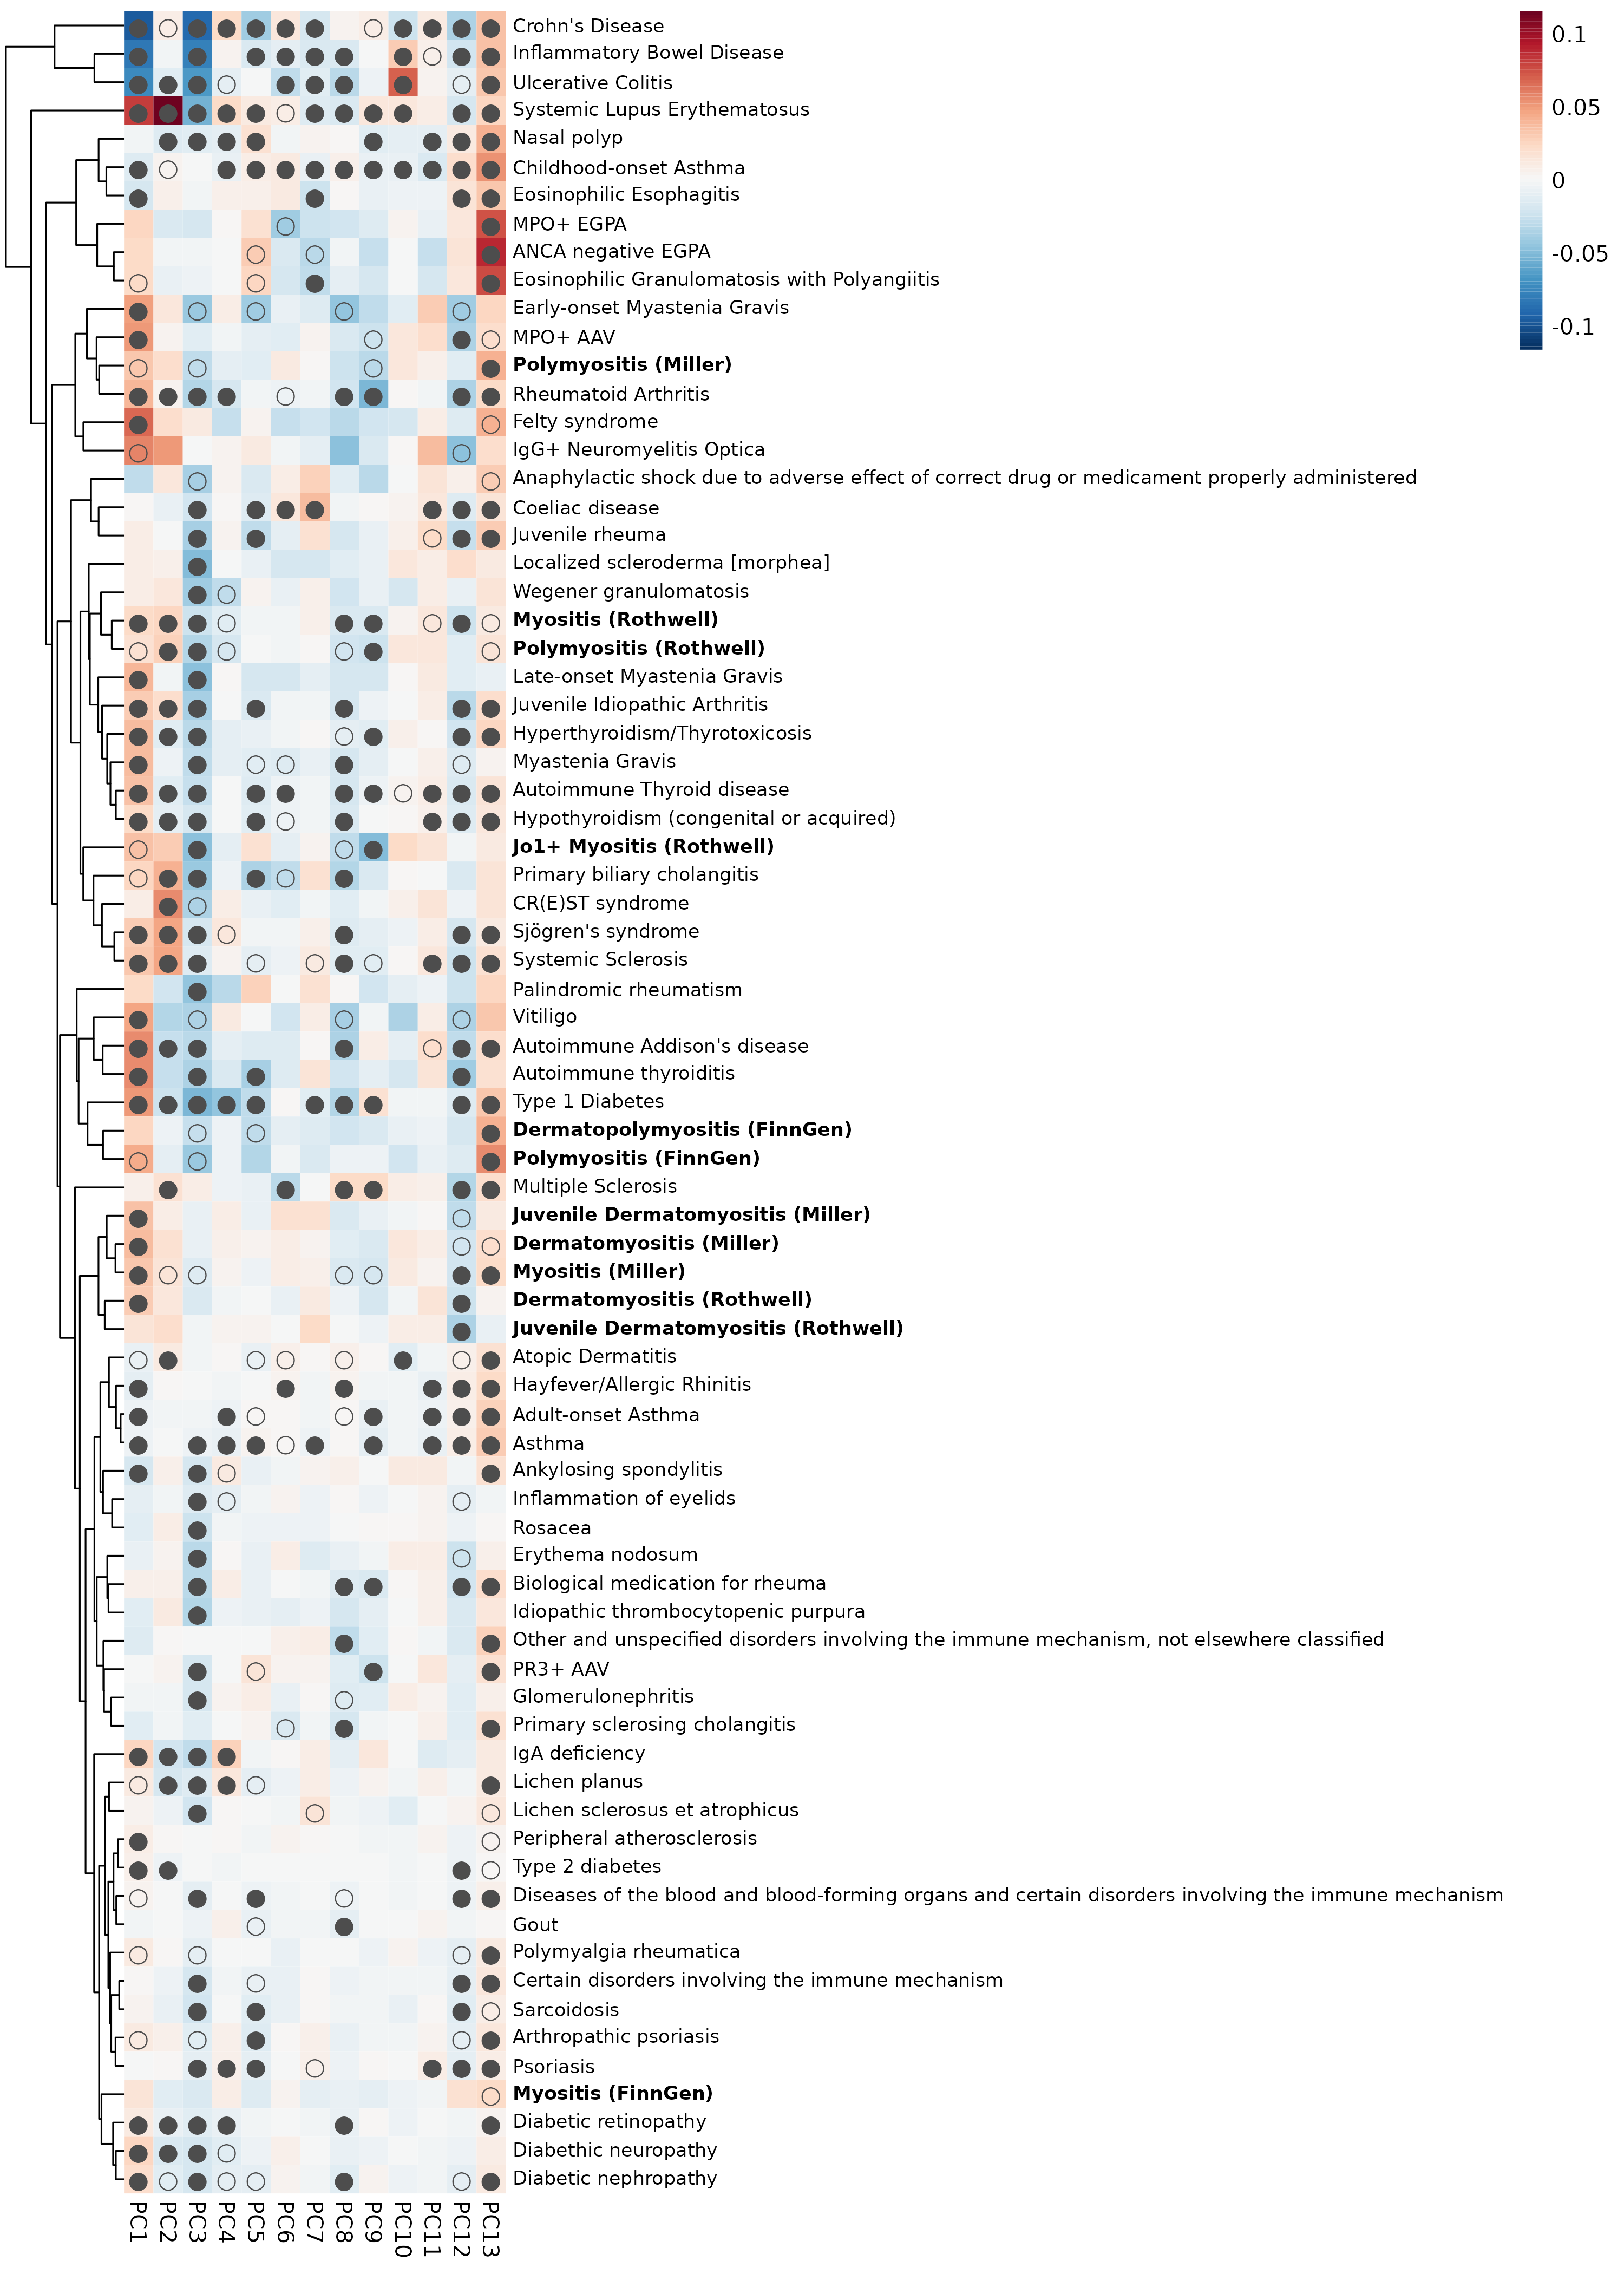 Crohn's Disease
Inflammatory Bowel Disease
Ulcerative Colitis
Systemic Lupus Erythematosus
Nasal polyp
Childhood-onset Asthma
Eosinophilic Esophagitis
MPO+ EGPA
ANCA negative EGPA
Eosinophilic Granulomatosis with Polyangiitis
Early-onset Myastenia Gravis
MPO+ AAV
Polymyositis (Miller)
Rheumatoid Arthritis
Felty syndrome
IgG+ Neuromyelitis Optica
Anaphylactic shock due to adverse effect of correct drug or medicament properly administered
Coeliac disease
Juvenile rheuma
Localized scleroderma [morphea]
Wegener granulomatosis
Myositis (Rothwell)
Polymyositis (Rothwell)
Late-onset Myastenia Gravis
Juvenile Idiopathic Arthritis
Hyperthyroidism/Thyrotoxicosis
Myastenia Gravis
Autoimmune Thyroid disease
Hypothyroidism (congenital or acquired)
Jo1+ Myositis (Rothwell)
Primary biliary cholangitis
CR(E)ST syndrome
Sjögren's syndrome
Systemic Sclerosis
Palindromic rheumatism
Vitiligo
Autoimmune Addison's disease
Autoimmune thyroiditis
Type 1 Diabetes
Dermatopolymyositis (FinnGen)
Polymyositis (FinnGen)
Multiple Sclerosis
Juvenile Dermatomyositis (Miller)
Dermatomyositis (Miller)
Myositis (Miller)
Dermatomyositis (Rothwell)
Juvenile Dermatomyositis (Rothwell)
Atopic Dermatitis
Hayfever/Allergic Rhinitis
Adult-onset Asthma
Asthma
Ankylosing spondylitis
Inflammation of eyelids
Rosacea
Erythema nodosum
Biological medication for rheuma
Idiopathic thrombocytopenic purpura
Other and unspecified disorders involving the immune mechanism, not elsewhere classified
PR3+ AAV
Glomerulonephritis
Primary sclerosing cholangitis
IgA deficiency
Lichen planus
Lichen sclerosus et atrophicus
Peripheral atherosclerosis
Type 2 diabetes
Diseases of the blood and blood-forming organs and certain disorders involving the immune mechanism
Gout
Polymyalgia rheumatica
Certain disorders involving the immune mechanism
Sarcoidosis
Arthropathic psoriasis
Psoriasis
Myositis (FinnGen)
Diabetic retinopathy
Diabethic neuropathy
Diabetic nephropathy
PC1
PC2
PC3
PC4
PC5
PC6
PC7
PC8
PC9
PC10
PC11
PC12
PC13
0.1
0.05
0
-0.05
-0.1